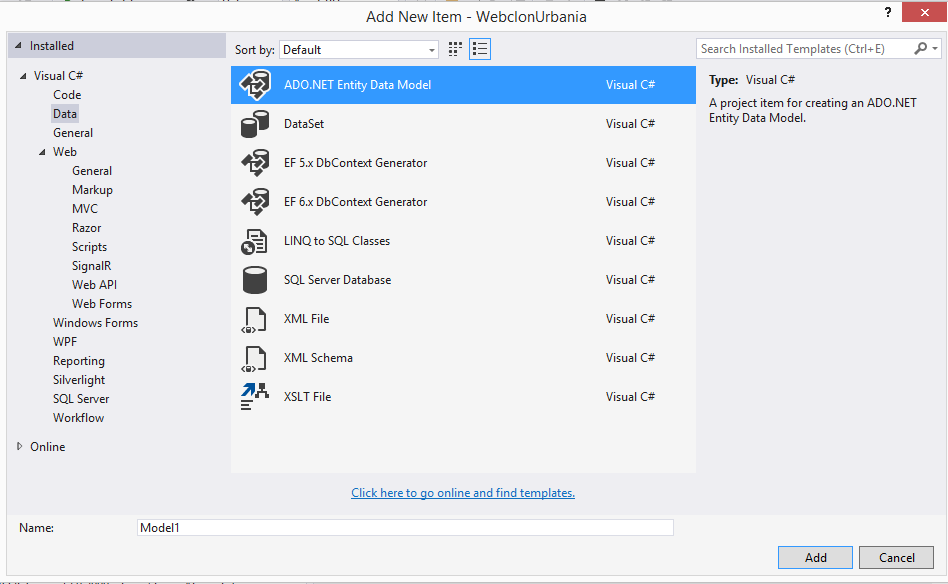 Add New Item - WebclonUrbania
?
Installed
Sort by: Default
Search Installed Templates (Ctrl+E)
Visual C#
Code
Data
General
Web
General
Markup
MVC
Razor
Scripts
SignalR
Web API
Web Forms
Windows Forms
WPF
Reporting
Silverlight
SQL Server
Workflow
Online
ADO.NET Entity Data Model Visual C#
DataSet Visual C#
EF 5.x DbContext Generator Visual C#
EF 6.x DbContext Generator Visual C#
LINQ to SQL Classes Visual C#
SQL Server Database Visual C#
XML File Visual C#
XML Schema Visual C#
XSLT File Visual C#
Type: Visual C#
A project item for creating an ADO.NET
Entity Data Model.
Click here to go online and find templates.
Name: Model1
Add Cancel